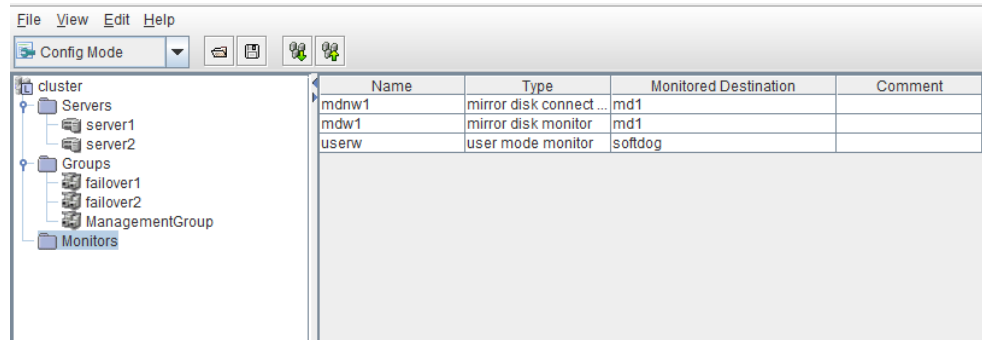 File View Edit Help
Config Mode
cluster
Servers
server1
server2
Groups
failover1
failover2
ManagementGroup
Monitors
Name Type Monitored Destination Comment
mdnw1 mirror disk connect ... md1
mdw1 mirror disk monitor md1
userw user mode monitor softdog